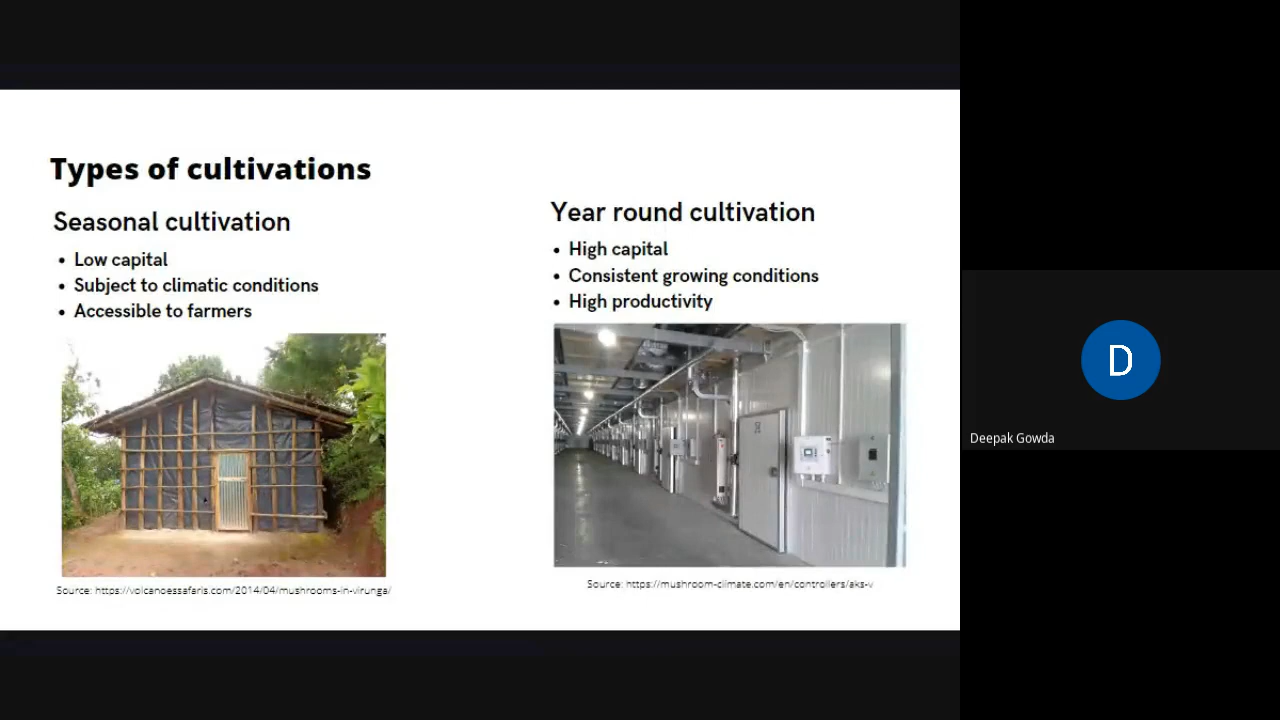 Types of cultivations
Seasonal cultivation
• Low capital
• Subject to climatic conditions
• Accessible to farmers
Source: https://volcanoessafaris.com/2014/04/mushrooms-in-virunga/
Year round cultivation
• High capital
• Consistent growing conditions
• High productivity
Source: https://mushroom-climate.com/en/controllers/aks-v
D
Deepak Gowda